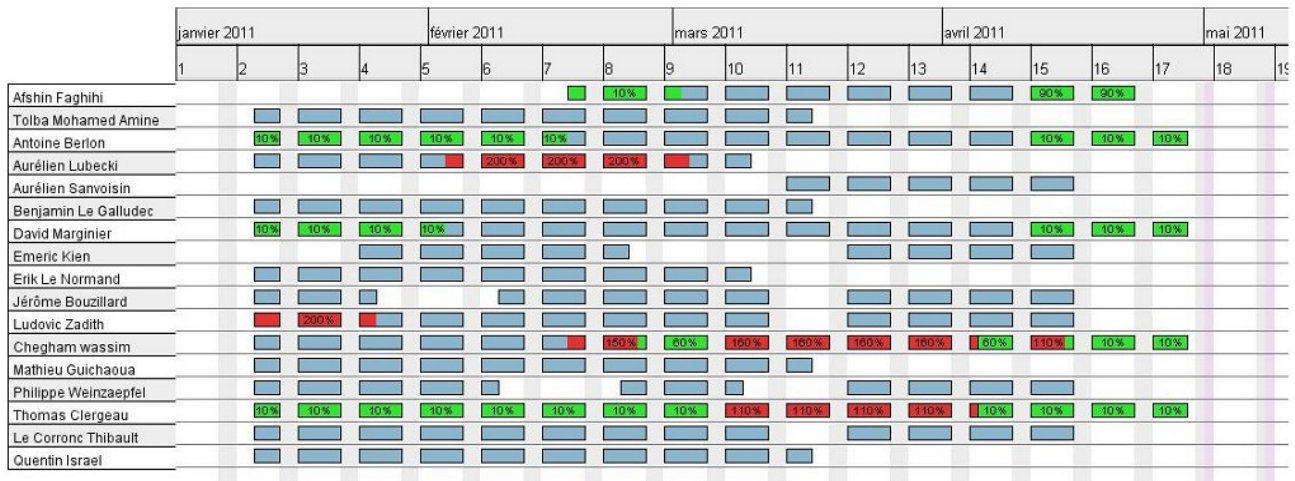 janvier 2011 février 2011 mars 2011 avril 2011 mai 2011
1 2 3 4 5 6 7 8 9 10 11 12 13 14 15 16 17 18 19
Afshin Faghihi 10% 90% 90%
Tolba Mohamed Amine
Antoine Berlon 10% 10% 10% 10% 10% 10% 10% 10% 10%
Aurélien Lubecki 200% 200% 200%
Aurélien Sanvoisin
Benjamin Le Galludec
David Marginier 10% 10% 10% 10% 10% 10% 10%
Emeric Kien
Erik Le Normand
Jérôme Bouzillard
Ludovic Zadith 200%
Chegham wassim 150% 60% 160% 160% 160% 160% 60% 110% 10% 10%
Mathieu Guichaoua
Philippe Weinzaepfel
Thomas Clergeau 10% 10% 10% 10% 10% 10% 10% 10% 110% 110% 110% 110% 10% 10% 10% 10%
Le Corronc Thibault
Quentin Israel